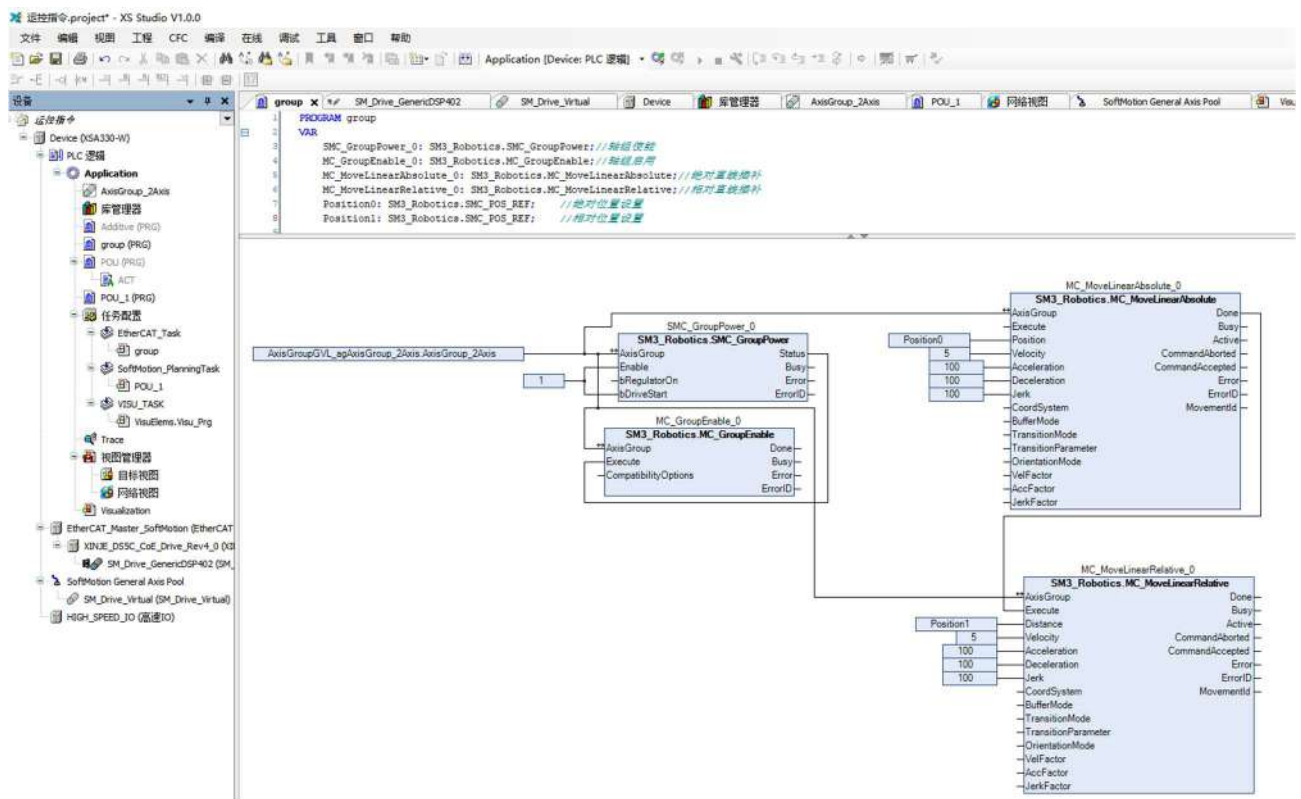 运控指令.project* - XS Studio V1.0.0
文件 编辑 视图 工程 CFC 编译 在线 调试 工具 窗口 帮助
Application [Device: PLC 逻辑]
设备
group SM_Drive_GenericDSP402 SM_Drive_Virtual Device 库管理器 AxisGroup_2Axis POU_1 网络视图 SoftMotion General Axis Pool
运控指令
Device (XSA330-W)
PLC 逻辑
Application
AxisGroup_2Axis
库管理器
Additive (PRG)
group (PRG)
POU (PRG)
ACT
POU_1 (PRG)
任务配置
EtherCAT_Task
group
SoftMotion_PlanningTask
POU_1
VISU_TASK
VisuElems.Visu_Prg
Trace
视图管理器
目标视图
网络视图
Visualization
EtherCAT_Master_SoftMotion (EtherCAT
XINJE_DS5C_CoE_Drive_Rev4_0 (XI
SM_Drive_GenericDSP402 (SM_
SoftMotion General Axis Pool
SM_Drive_Virtual (SM_Drive_Virtual)
HIGH_SPEED_IO (高速IO)
1 PROGRAM group
2 VAR
3 SMC_GroupPower_0: SM3_Robotics.SMC_GroupPower;//轴组使能
4 MC_GroupEnable_0: SM3_Robotics.MC_GroupEnable;//轴组启用
5 MC_MoveLinearAbsolute_0: SM3_Robotics.MC_MoveLinearAbsolute;//绝对直线插补
6 MC_MoveLinearRelative_0: SM3_Robotics.MC_MoveLinearRelative;//相对直线插补
7 Position0: SM3_Robotics.SMC_POS_REF; //绝对位置设置
8 Position1: SM3_Robotics.SMC_POS_REF; //相对位置设置
AxisGroupGVL_agAxisGroup_2Axis.AxisGroup_2Axis
1
SMC_GroupPower_0
SM3_Robotics.SMC_GroupPower
AxisGroup Status
Enable Busy
bRegulatorOn Error
bDriveStart ErrorID
MC_GroupEnable_0
SM3_Robotics.MC_GroupEnable
AxisGroup Done
Execute Busy
CompatibilityOptions Error
ErrorID
MC_MoveLinearAbsolute_0
SM3_Robotics.MC_MoveLinearAbsolute
AxisGroup Done
Execute Busy
Position0 Position Active
5 Velocity CommandAborted
100 Acceleration CommandAccepted
100 Deceleration Error
100 Jerk ErrorID
CoordSystem MovementId
BufferMode
TransitionMode
TransitionParameter
OrientationMode
VelFactor
AccFactor
JerkFactor
MC_MoveLinearRelative_0
SM3_Robotics.MC_MoveLinearRelative
AxisGroup Done
Execute Busy
Position1 Distance Active
5 Velocity CommandAborted
100 Acceleration CommandAccepted
100 Deceleration Error
100 Jerk ErrorID
CoordSystem MovementId
BufferMode
TransitionMode
TransitionParameter
OrientationMode
VelFactor
AccFactor
JerkFactor